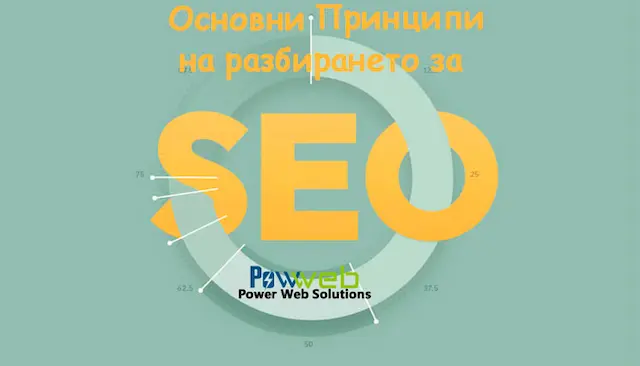 Основни Принципи
на разбирането за
SEO
75
25
62.5
37.5
50
Powweb
Power Web Solutions